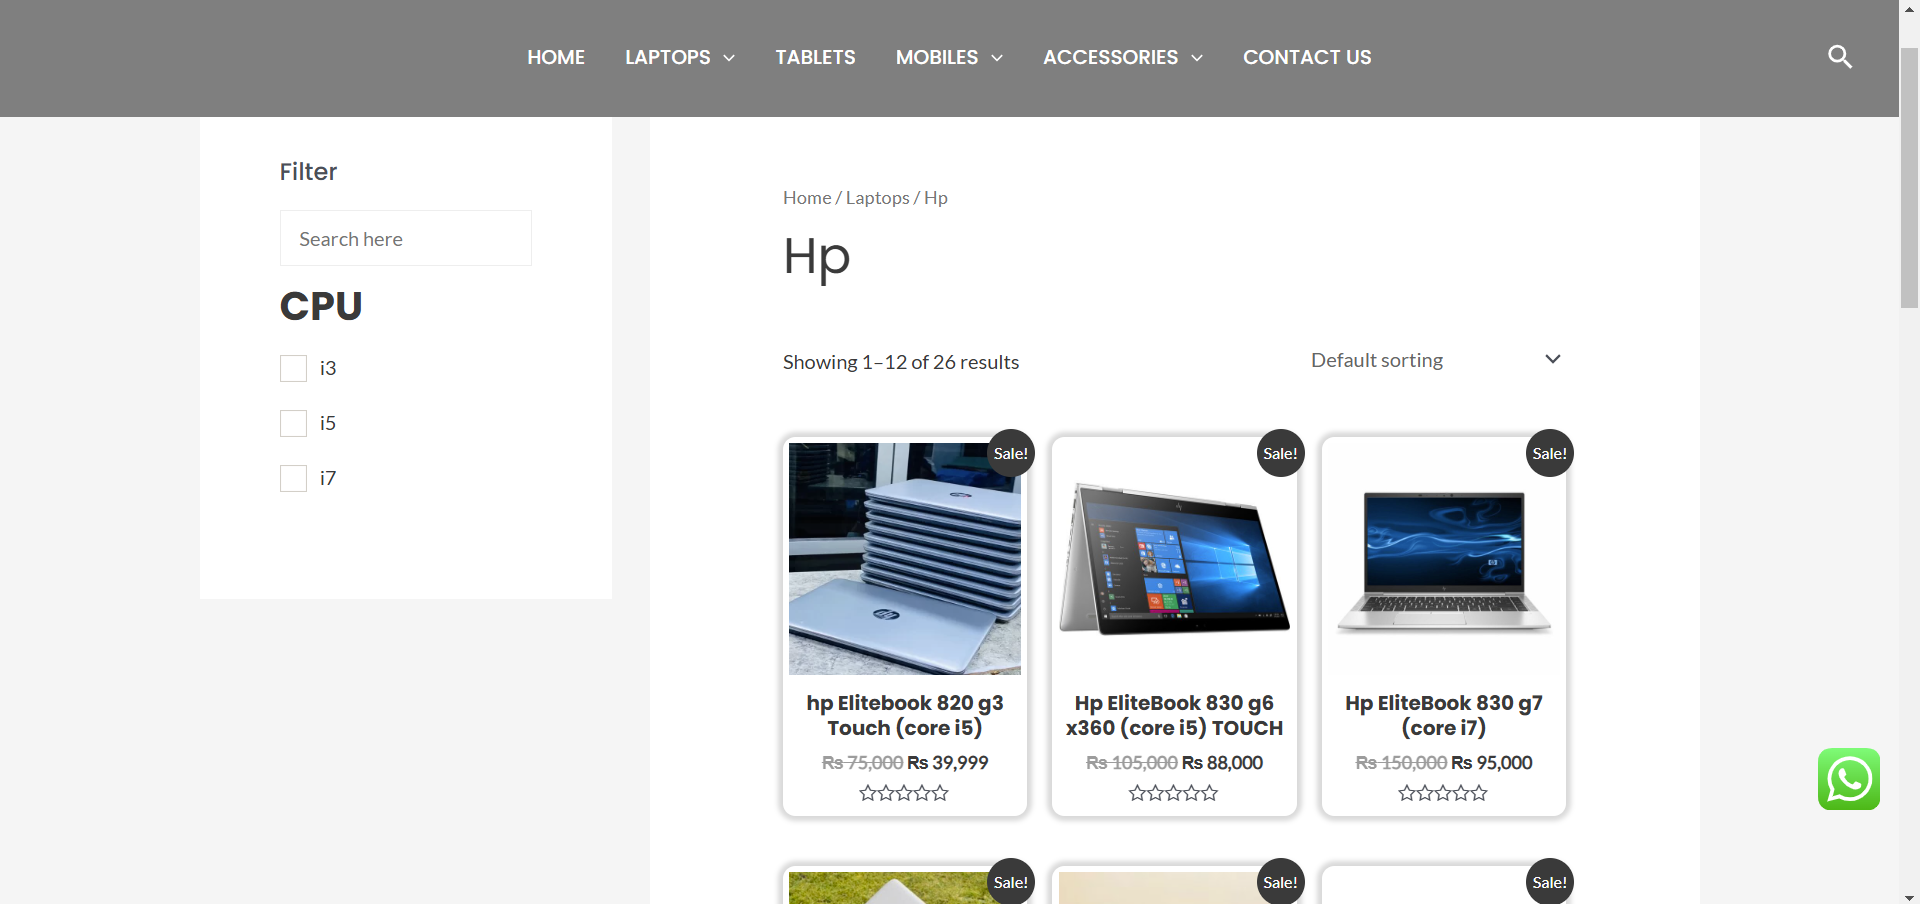 HOME LAPTOPS TABLETS MOBILES ACCESSORIES CONTACT US
Filter
Search here
CPU
i3
i5
i7
Home / Laptops / Hp
Hp
Showing 1–12 of 26 results
Default sorting
Sale!
hp Elitebook 820 g3
Touch (core i5)
₨ 75,000 ₨ 39,999
Sale!
Hp EliteBook 830 g6
x360 (core i5) TOUCH
₨ 105,000 ₨ 88,000
Sale!
Hp EliteBook 830 g7
(core i7)
₨ 150,000 ₨ 95,000
Sale!
Sale!
Sale!